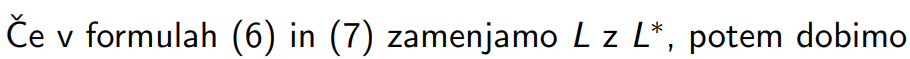 Če v formulah (6) in (7) zamenjamo L z L*, potem dobimo